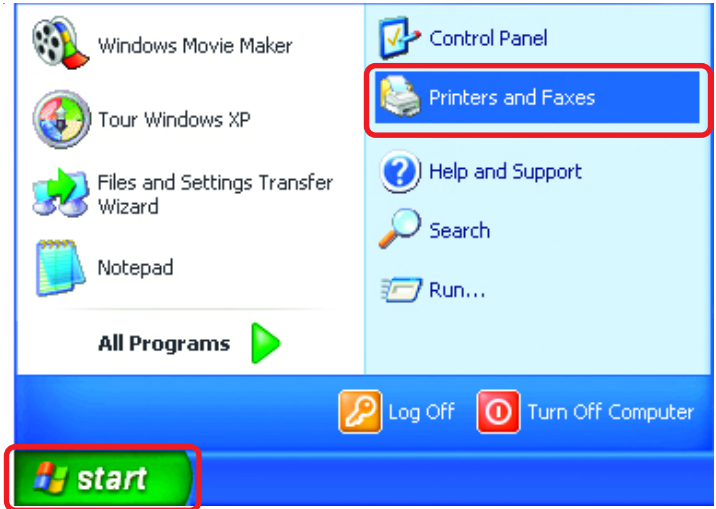 Windows Movie Maker
Tour Windows XP
Files and Settings Transfer
Wizard
Notepad
All Programs
Control Panel
Printers and Faxes
Help and Support
Search
Run...
Log Off
Turn Off Computer
start